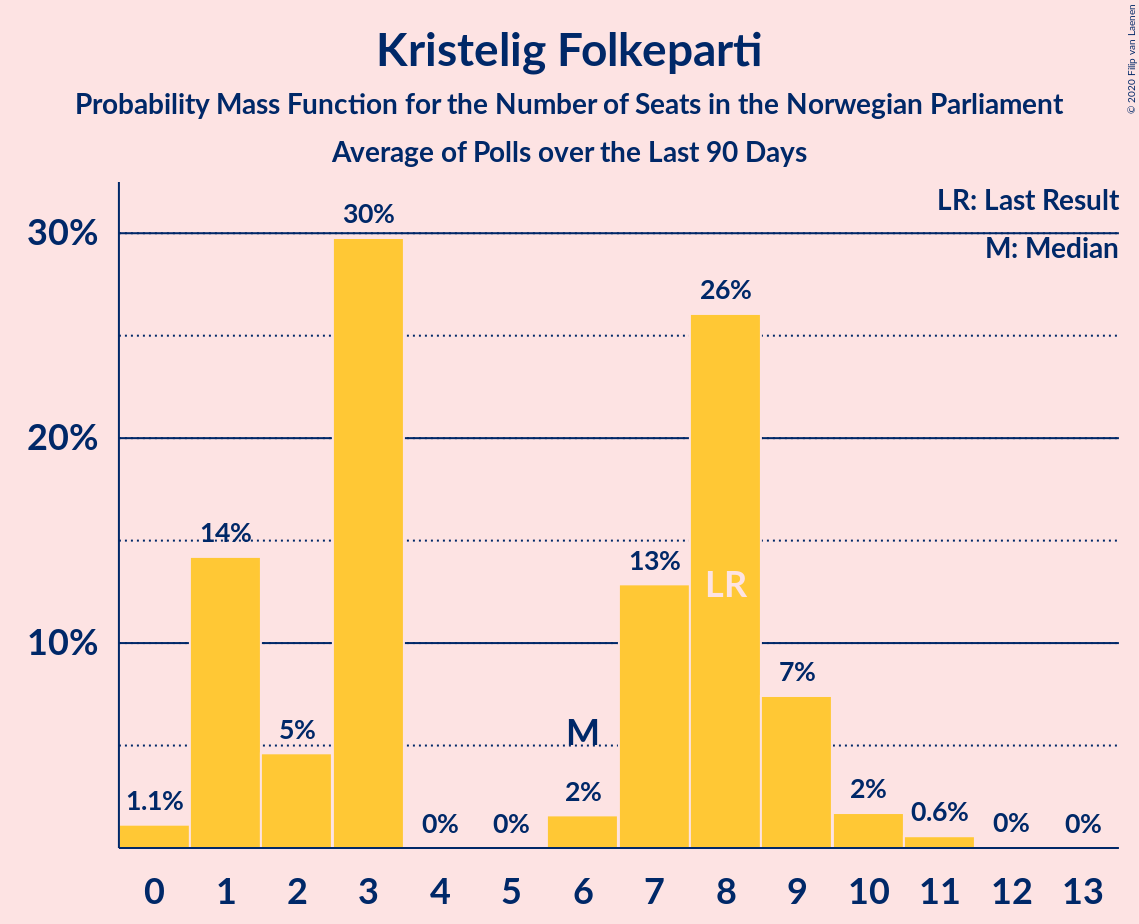 Kristelig Folkeparti
Probability Mass Function for the Number of Seats in the Norwegian Parliament
Average of Polls over the Last 90 Days
© 2020 Filip van Laenen
LR: Last Result
M: Median
30%
20%
10%
1.1%
14%
5%
30%
0%
0%
M
2%
13%
26%
LR
7%
2%
0.6%
0%
0%
0 1 2 3 4 5 6 7 8 9 10 11 12 13